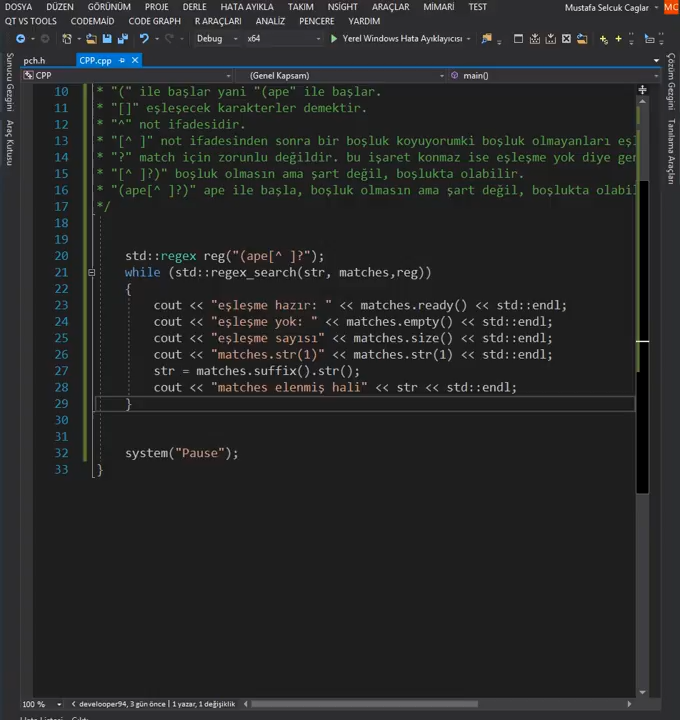 DOSYA DÜZEN GÖRÜNÜM PROJE DERLE HATA AYIKLA TAKIM NSIGHT ARAÇLAR MİMARİ TEST Mustafa Selcuk Caglar MC
QT VS TOOLS CODEMAID CODE GRAPH R ARAÇLARI ANALİZ PENCERE YARDIM
Debug x64 Yerel Windows Hata Ayıklayıcısı
Sunucu Gezgini
Araç Kutusu
pch.h CPP.cpp
CPP (Genel Kapsam) main()
10 * "(" ile başlar yani "(ape" ile başlar.
11 * "[]" eşleşecek karakterler demektir.
12 * "^" not ifadesidir.
13 * "[^ ]" not ifadesinden sonra bir boşluk koyuyorumki boşluk olmayanları
14 * "?" match için zorunlu değildir. bu işaret konmaz ise eşleşme yok diye
15 * "[^ ]?)" boşluk olmasın ama şart değil, boşlukta olabilir.
16 * "(ape[^ ]?)" ape ile başla, boşluk olmasın ama şart değil, boşlukta
17 */
18
19
20 std::regex reg("(ape[^ ]?");
21 while (std::regex_search(str, matches,reg))
22 {
23 cout << "eşleşme hazır: " << matches.ready() << std::endl;
24 cout << "eşleşme yok: " << matches.empty() << std::endl;
25 cout << "eşleşme sayısı" << matches.size() << std::endl;
26 cout << "matches.str(1)" << matches.str(1) << std::endl;
27 str = matches.suffix().str();
28 cout << "matches elenmiş hali" << str << std::endl;
29 }
30
31
32 system("Pause");
33 }
Çözüm Gezgini
Tanılama Araçları
100 % develooper94, 3 gün önce | 1 yazar, 1 değişiklik